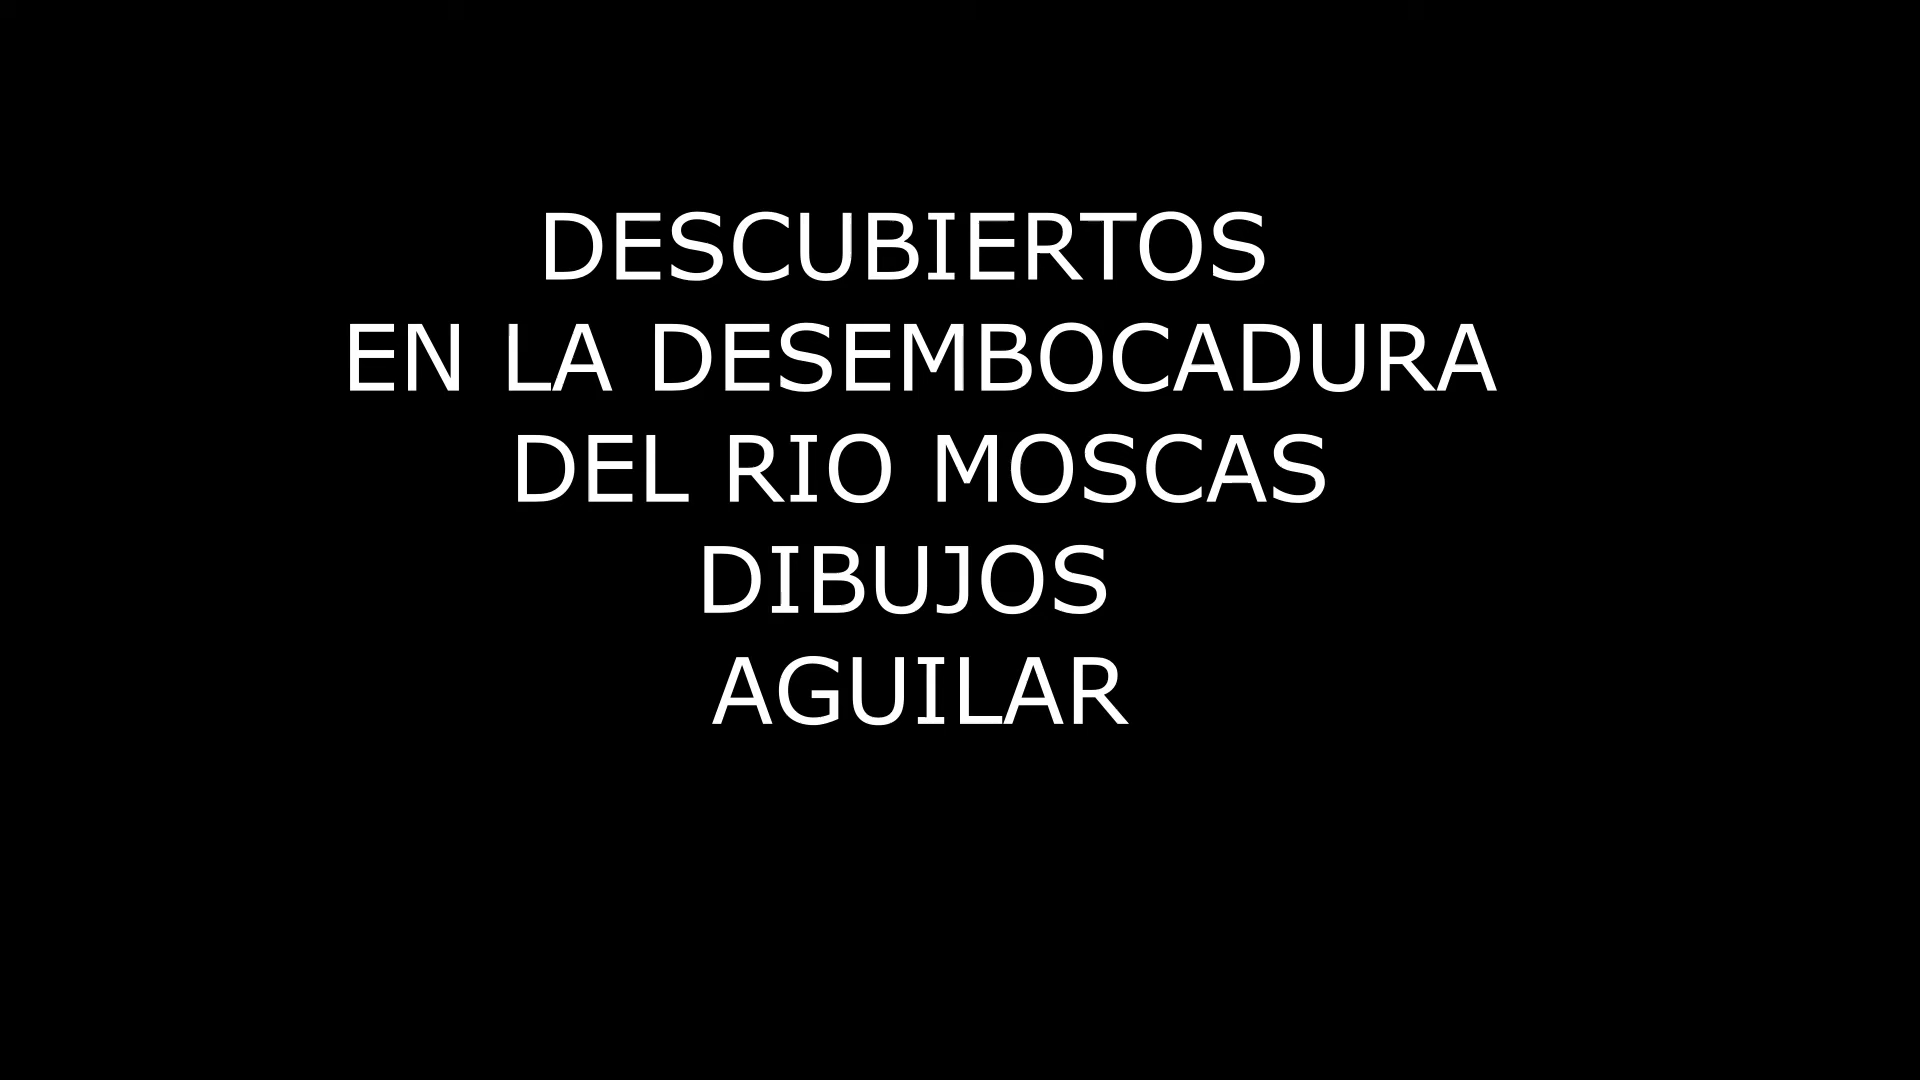 DESCUBIERTOS
EN LA DESEMBOCADURA
DEL RIO MOSCAS
DIBUJOS
AGUILAR